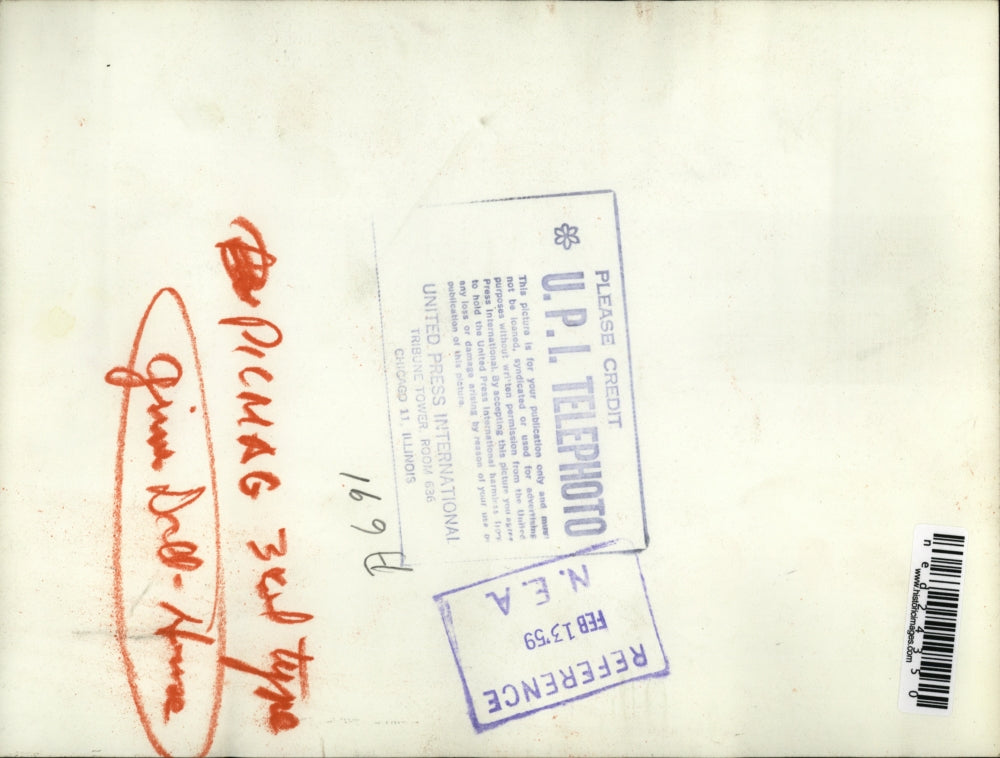 PLEASE CREDIT
U.P.I. TELEPHOTO
This picture is for your publication only and must
not be loaned, syndicated or used for advertising
purposes without written permission from the United
Press International. By accepting this picture you agree
to hold the United Press International harmless from
any loss or damage arising by reason of your use or
publication of this picture.
UNITED PRESS INTERNATIONAL
TRIBUNE TOWER, ROOM 636
CHICAGO 11, ILLINOIS
REFERENCE
FEB 13'59
N.E.A
1691
PICMAG 3rd type
ned24350
www.historicimages.com